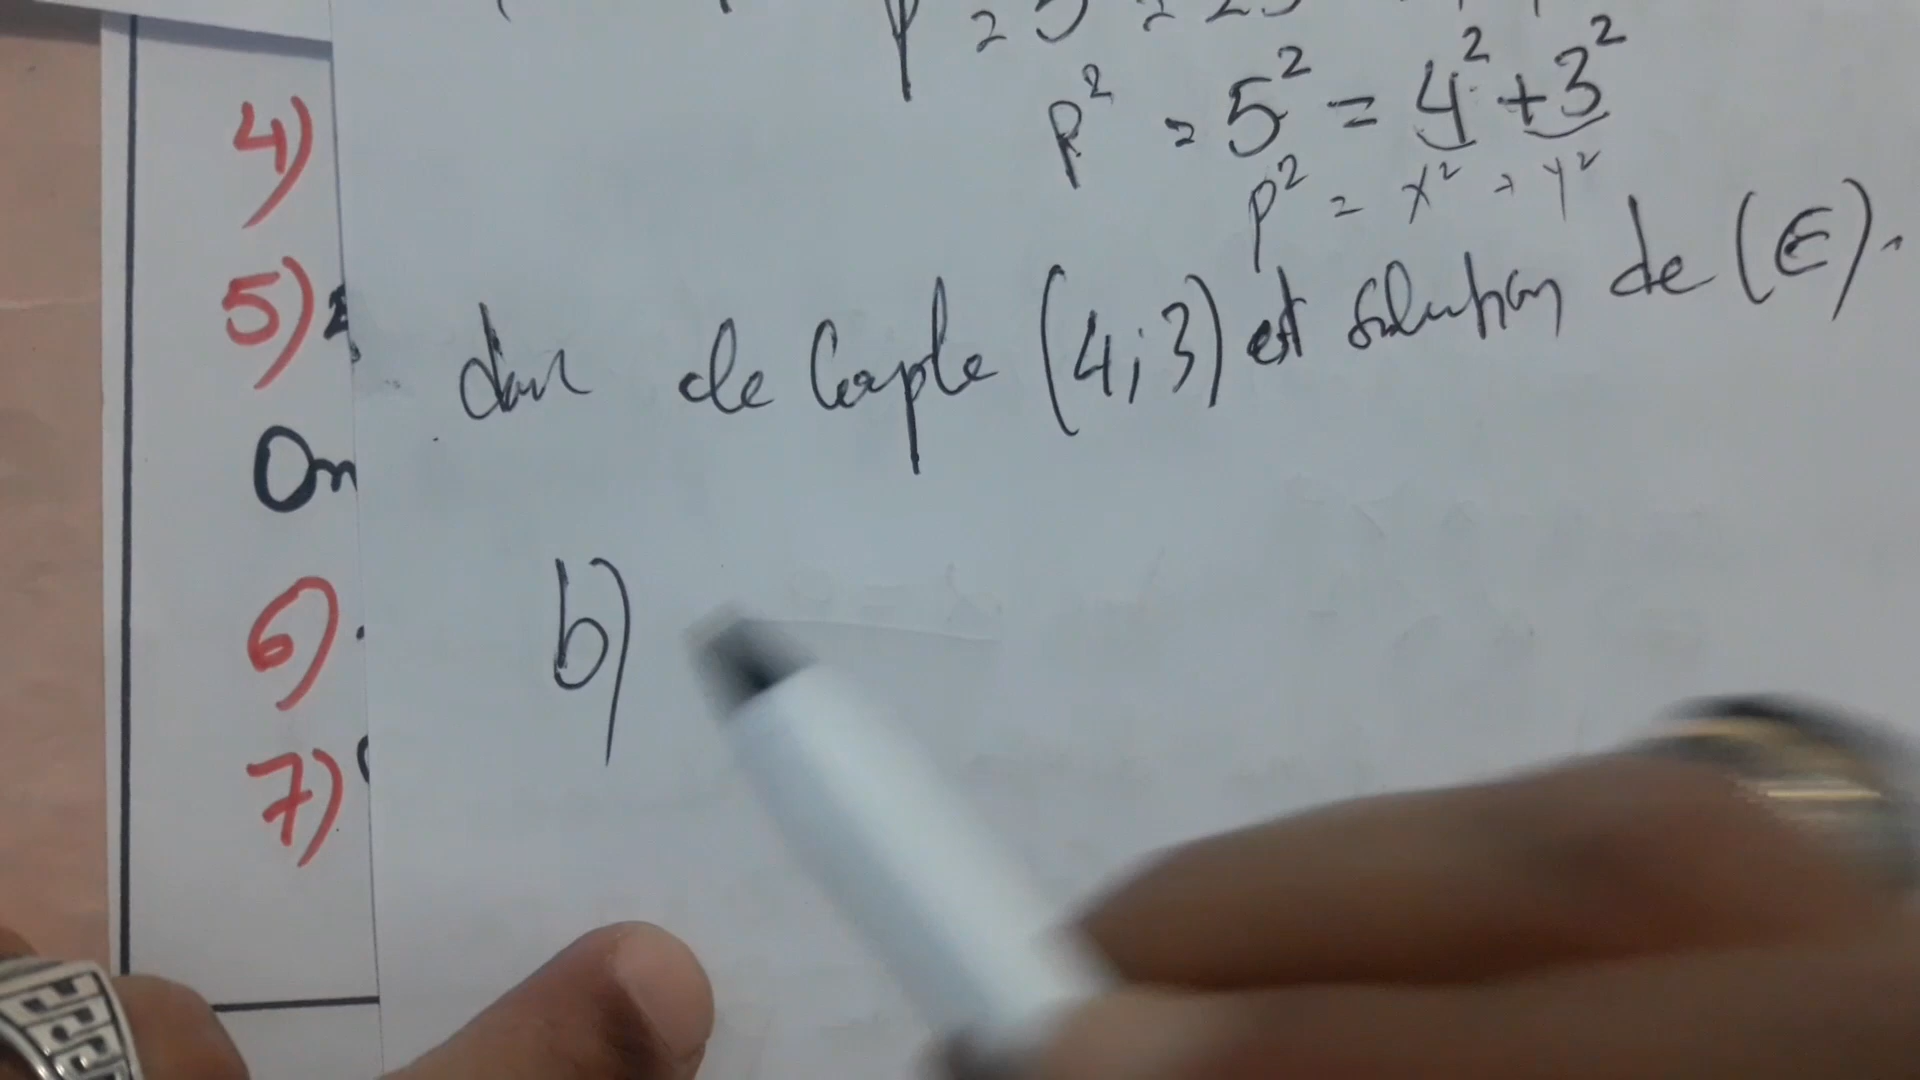 P² = 5² = 4² + 3²
P² = x² + y²
4)
5)
donc le couple (4;3) est solution de (E).
On
b)
6)
7)